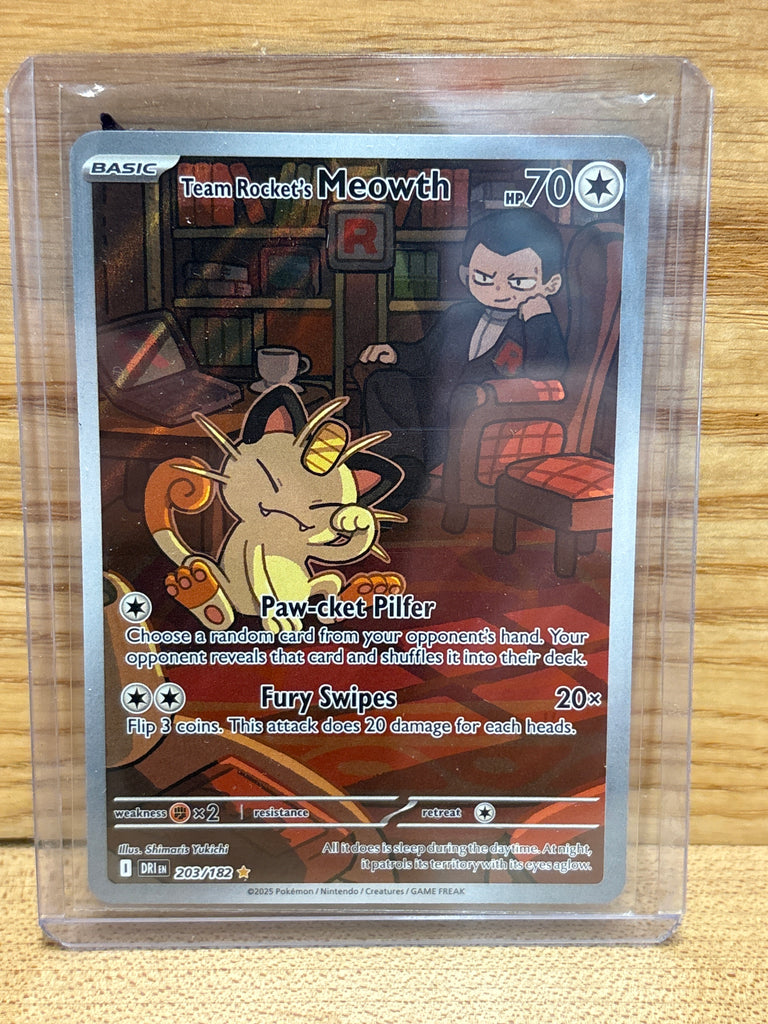 BASIC
Team Rocket's Meowth HP 70
R
R
Paw-cket Pilfer
Choose a random card from your opponent's hand. Your
opponent reveals that card and shuffles it into their deck.
Fury Swipes 20×
Flip 3 coins. This attack does 20 damage for each heads.
weakness ×2 resistance retreat
Illus. Shimaris Yukichi
All it does is sleep during the daytime. At night,
it patrols its territory with its eyes aglow.
I DRI EN 203/182
©2025 Pokémon / Nintendo / Creatures / GAME FREAK